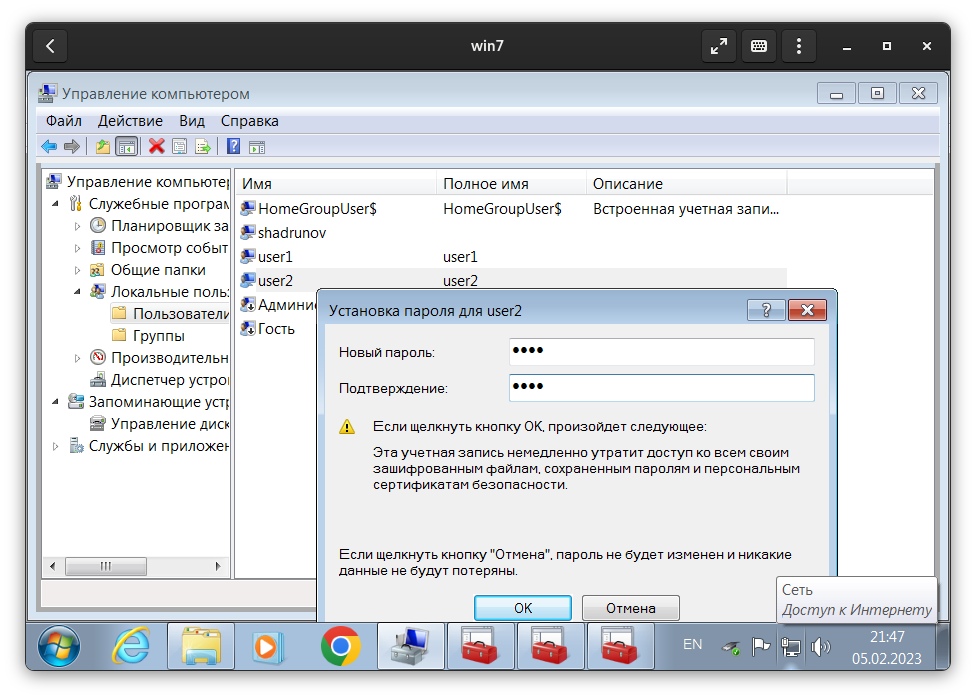 win7
Управление компьютером
Файл Действие Вид Справка
Управление компьютер
Служебные програм
Планировщик за
Просмотр событ
Общие папки
Локальные поль
Пользователи
Группы
Производительн
Диспетчер устро
Запоминающие устр
Управление диск
Службы и приложен
Имя Полное имя Описание
HomeGroupUser$ HomeGroupUser$ Встроенная учетная запи...
shadrunov
user1 user1
user2 user2
Админис
Гость
Установка пароля для user2
Новый пароль: ••••
Подтверждение: ••••
Если щелкнуть кнопку ОК, произойдет следующее:
Эта учетная запись немедленно утратит доступ ко всем своим
зашифрованным файлам, сохраненным паролям и персональным
сертификатам безопасности.
Если щелкнуть кнопку "Отмена", пароль не будет изменен и никакие
данные не будут потеряны.
ОК Отмена
Сеть
Доступ к Интернету
EN
21:47
05.02.2023